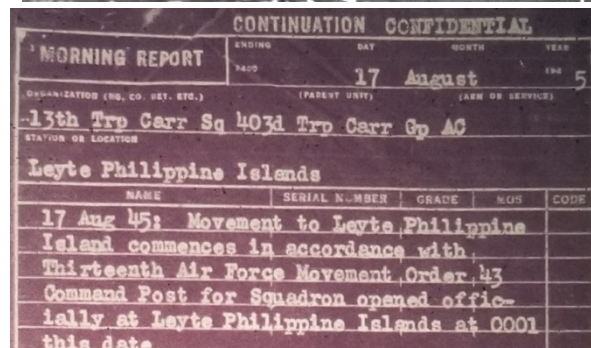 CONTINUATION CONFIDENTIAL
MORNING REPORT
ENDING DAY MONTH YEAR
2400 17 August 194 5
ORGANIZATION (HQ, CO, DET, ETC.) (PARENT UNIT) (ARM OR SERVICE)
13th Trp Carr Sq 403d Trp Carr Gp AC
STATION OR LOCATION
Leyte Philippine Islands
NAME SERIAL NUMBER GRADE MOS CODE
17 Aug 45: Movement to Leyte Philippine
Island commences in accordance with
Thirteenth Air Force Movement Order 43
Command Post for Squadron opened offic-
ially at Leyte Philippine Islands at 0001
this date